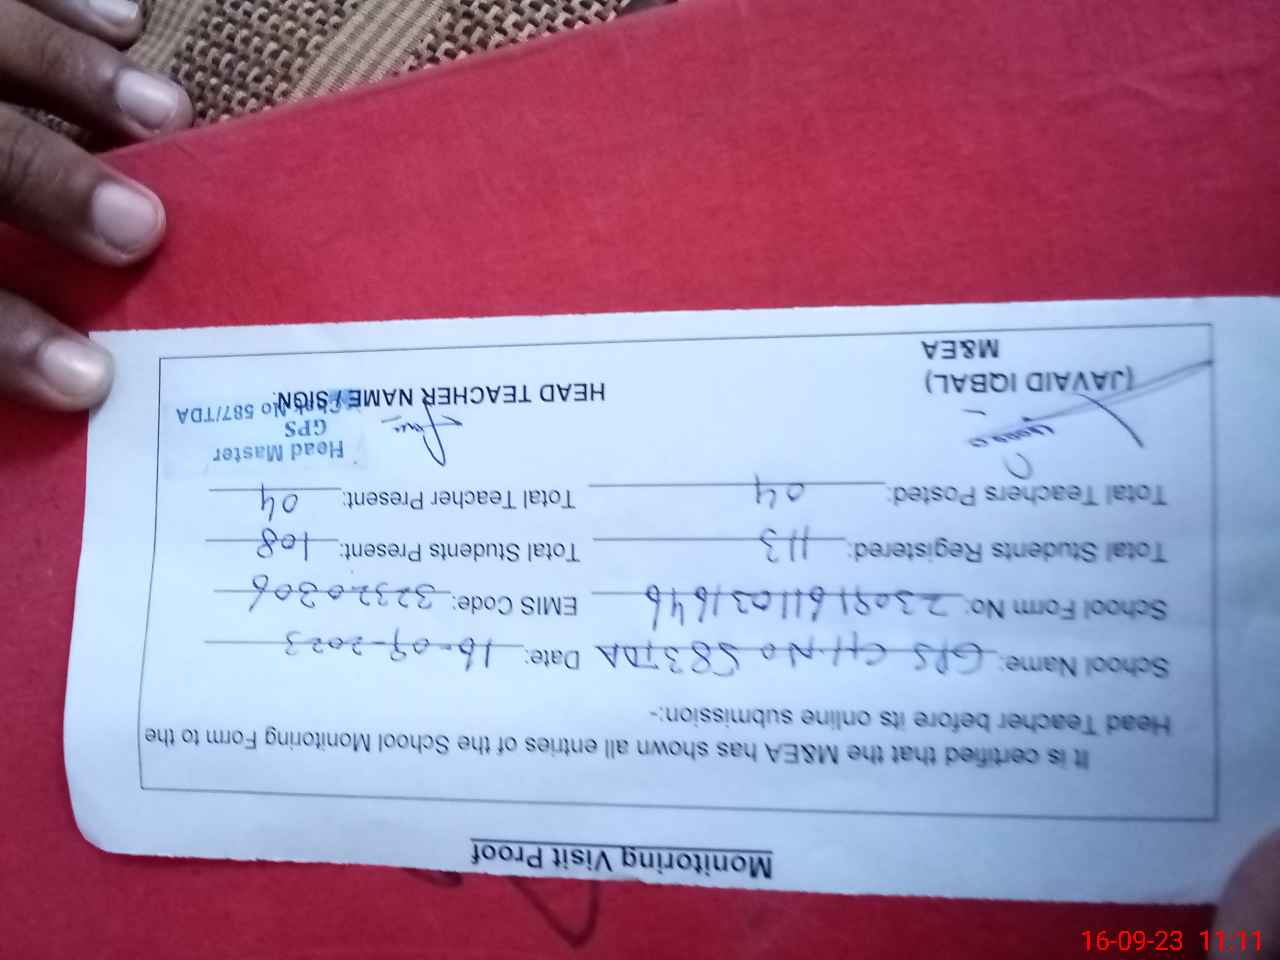 Monitoring Visit Proof
It is certified that the M&EA has shown all entries of the School Monitoring Form to the
Head Teacher before its online submission:-
School Name: GPS CH.No 583TDA Date: 16-09-2023
School Form No: 23091611031646 EMIS Code: 32320306
Total Students Registered: 113 Total Students Present: 108
Total Teachers Posted: 04 Total Teacher Present: 04
Head Master
GPS
Chak No 587/TDA
(JAVAID IQBAL) HEAD TEACHER NAME / SIGN:
M&EA
16-09-23 11:11